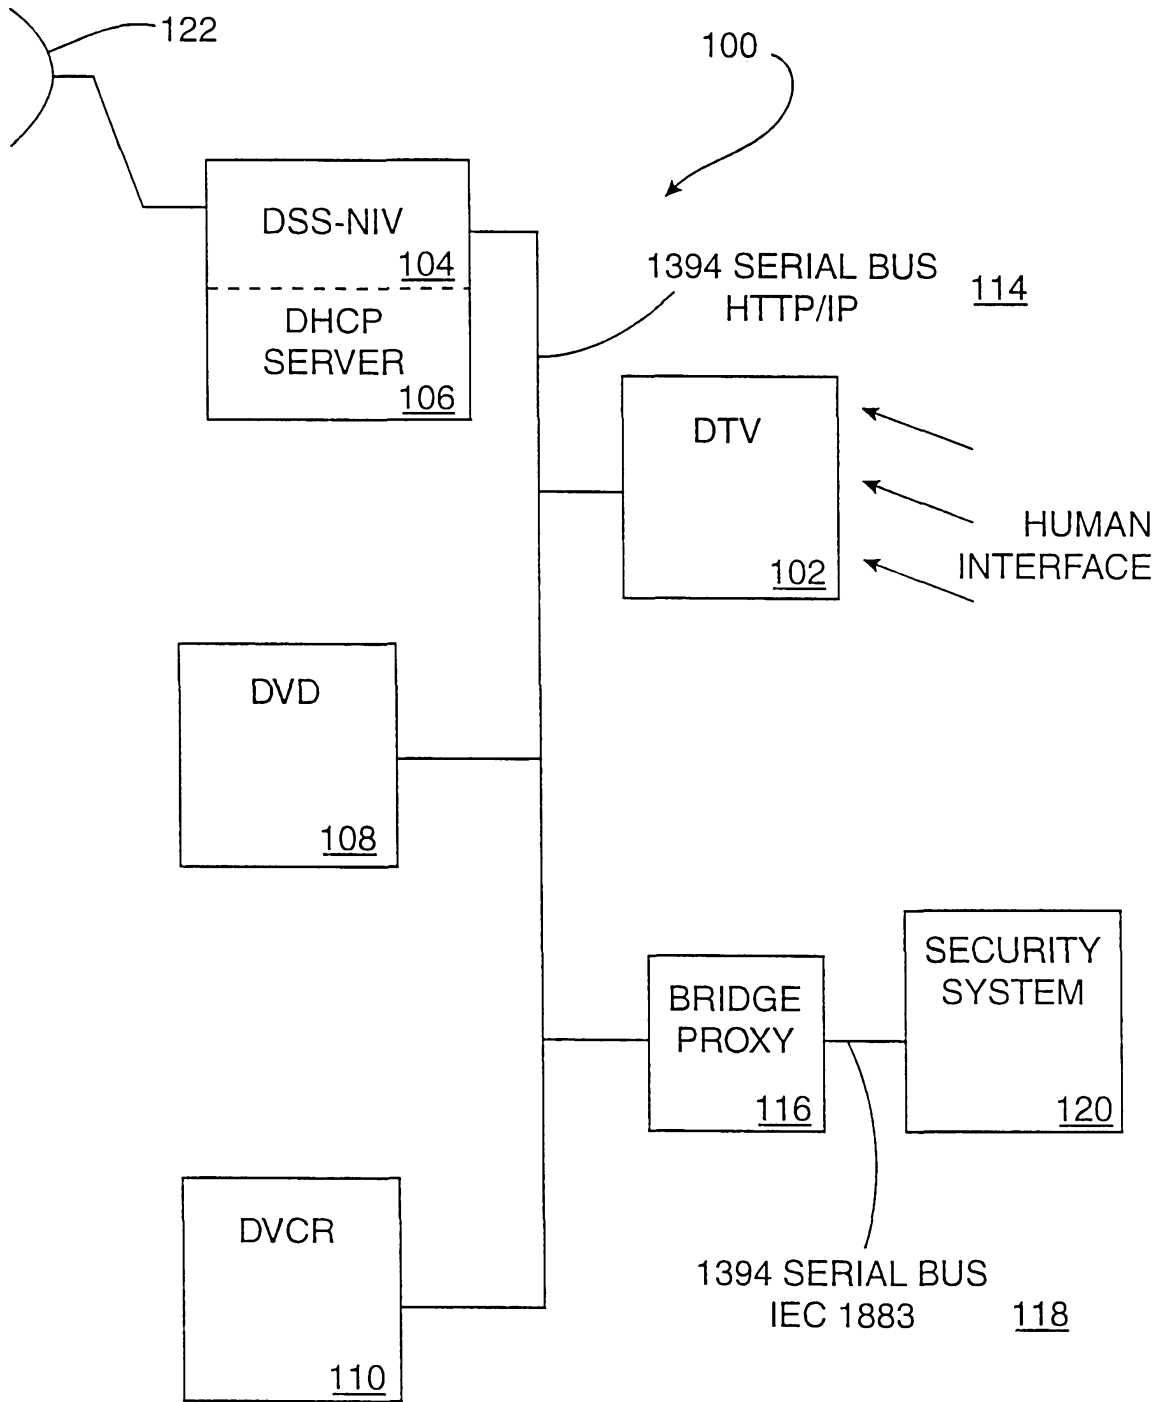 122
100
DSS-NIV
104
DHCP
SERVER
106
1394 SERIAL BUS
HTTP/IP
114
DTV
102
HUMAN
INTERFACE
DVD
108
BRIDGE
PROXY
116
SECURITY
SYSTEM
120
DVCR
110
1394 SERIAL BUS
IEC 1883
118